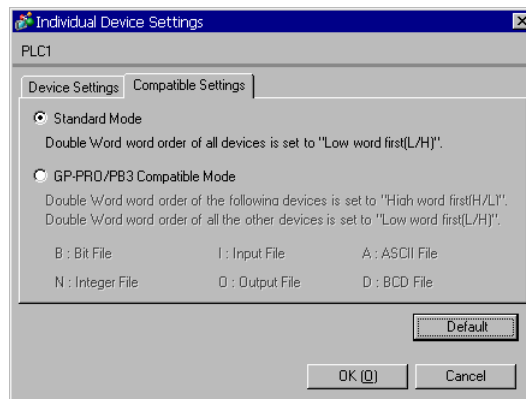 Individual Device Settings
PLC1
Device Settings Compatible Settings
Standard Mode
Double Word word order of all devices is set to "Low word first(L/H)".
GP-PRO/PB3 Compatible Mode
Double Word word order of the following devices is set to "High word first(H/L)".
Double Word word order of all the other devices is set to "Low word first(L/H)".
B : Bit File I : Input File A : ASCII File
N : Integer File O : Output File D : BCD File
Default
OK (O) Cancel